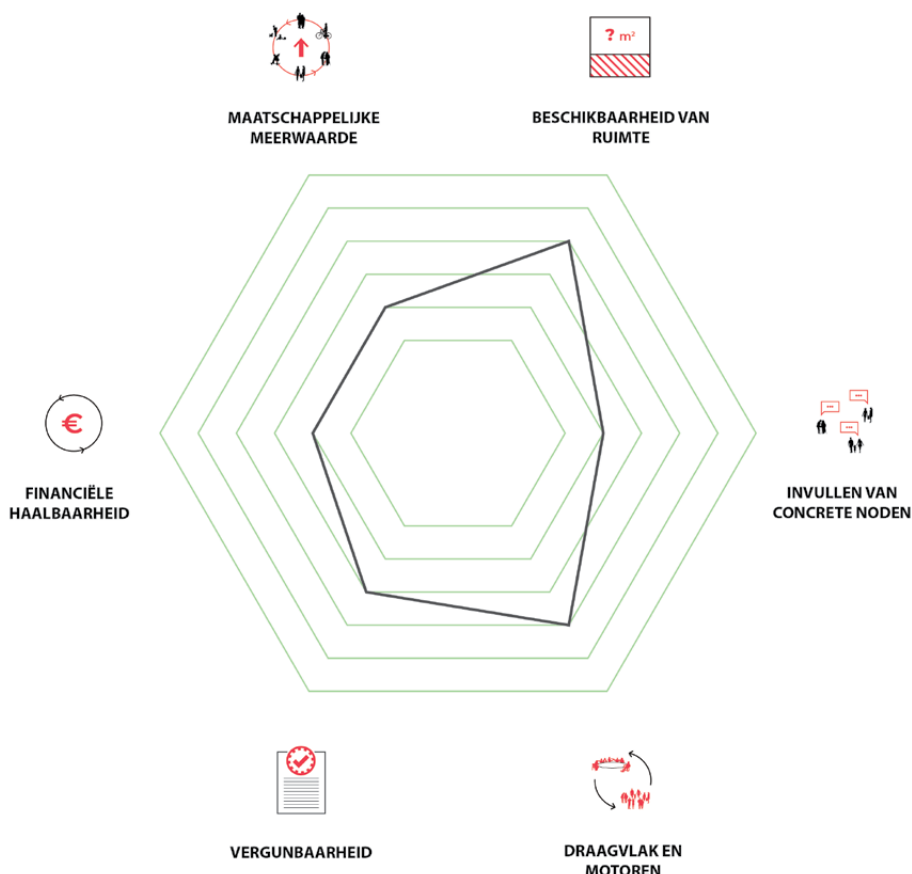 ? m²
MAATSCHAPPELIJKE
MEERWAARDE
BESCHIKBAARHEID VAN
RUIMTE
€
FINANCIËLE
HAALBAARHEID
INVULLEN VAN
CONCRETE NODEN
VERGUNBAARHEID
DRAAGVLAK EN
MOTOREN